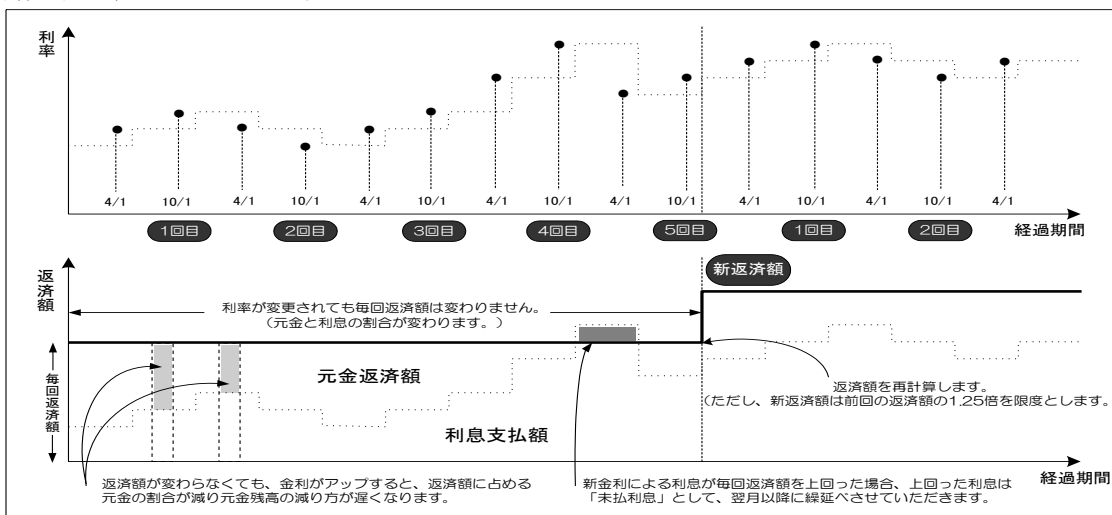 利率
4/1
10/1
4/1
10/1
4/1
10/1
4/1
10/1
4/1
10/1
4/1
10/1
4/1
10/1
4/1
1回目
2回目
3回目
4回目
5回目
1回目
2回目
経過期間
返済額
新返済額
利率が変更されても毎回返済額は変わりません。
（元金と利息の割合が変わります。）
毎回返済額
元金返済額
利息支払額
返済額を再計算します。
（ただし、新返済額は前回の返済額の1.25倍を限度とします。
経過期間
返済額が変わらなくても、金利がアップすると、返済額に占める
元金の割合が減り元金残高の減り方が遅くなります。
新金利による利息が毎回返済額を上回った場合、上回った利息は
「未払利息」として、翌月以降に繰延べさせていただきます。